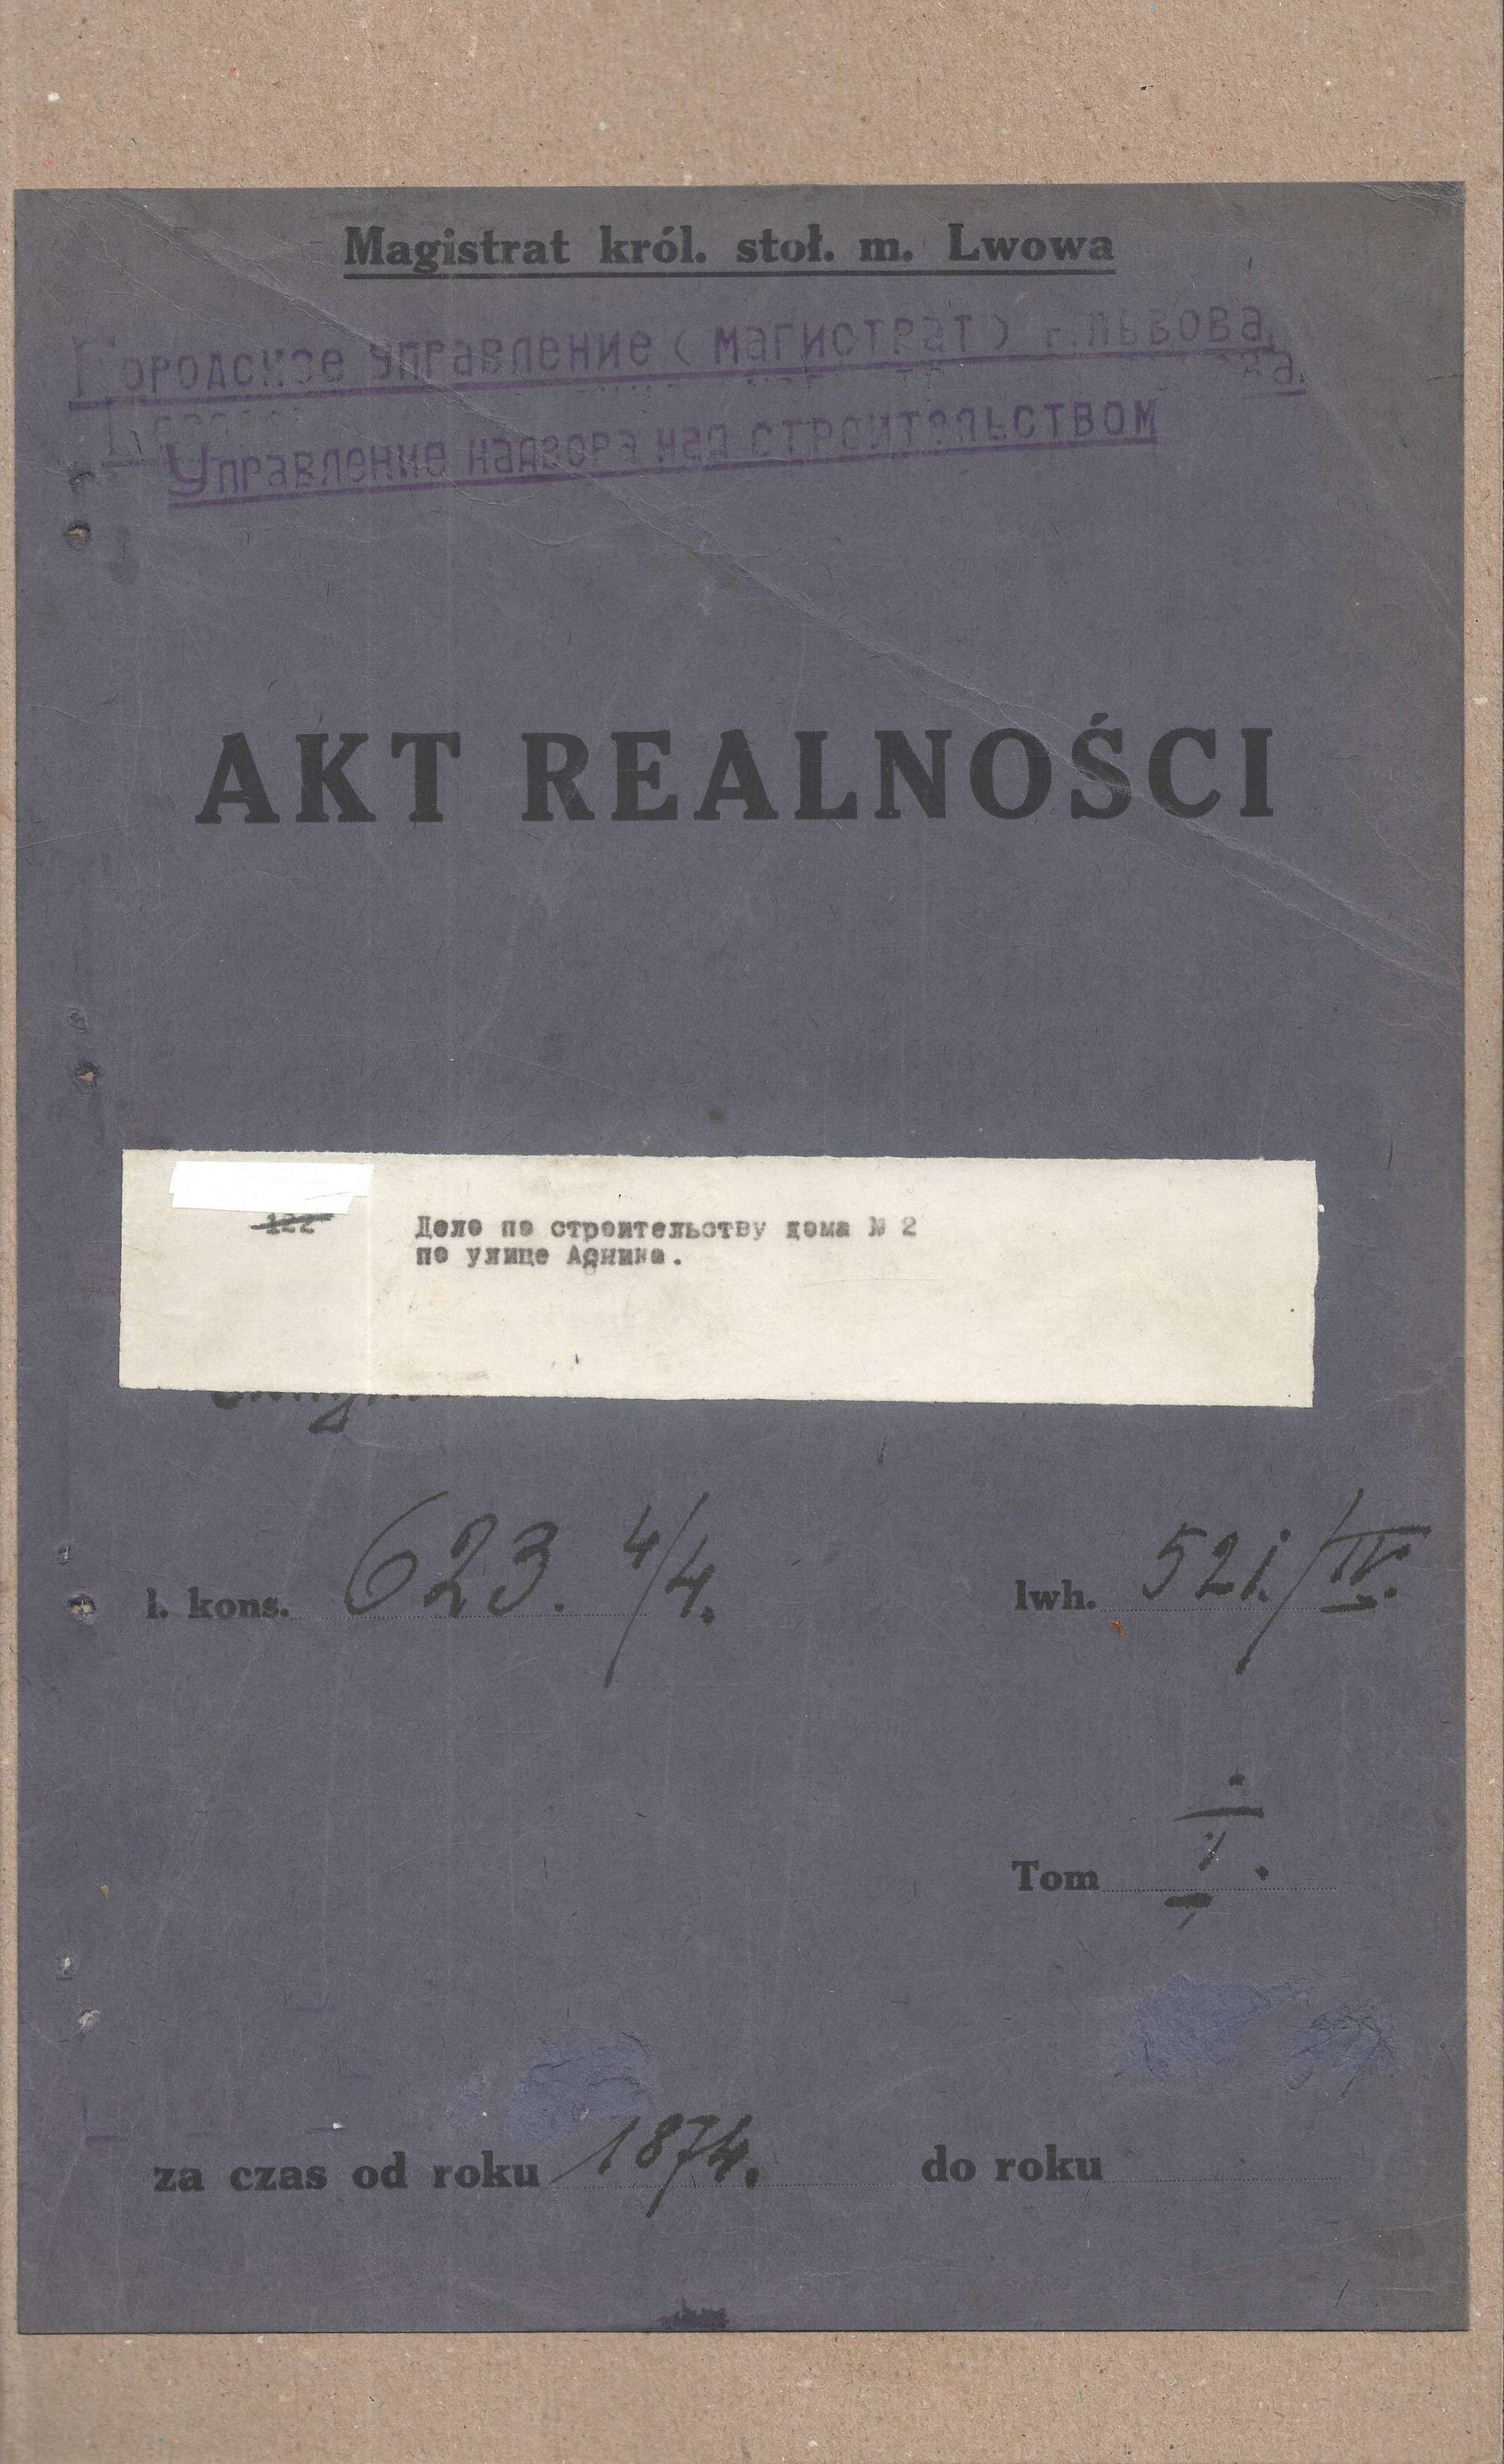 Magistrat król. stoł. m. Lwowa
Городское Управление (магистрат) г. Львова.
Управление надзора над строительством
AKT REALNOŚCI
122
Дело по строительству дома № 2
по улице Асника.
l. kons. 623. 4/4.
lwh. 521./IV.
Tom I.
za czas od roku 1874. do roku